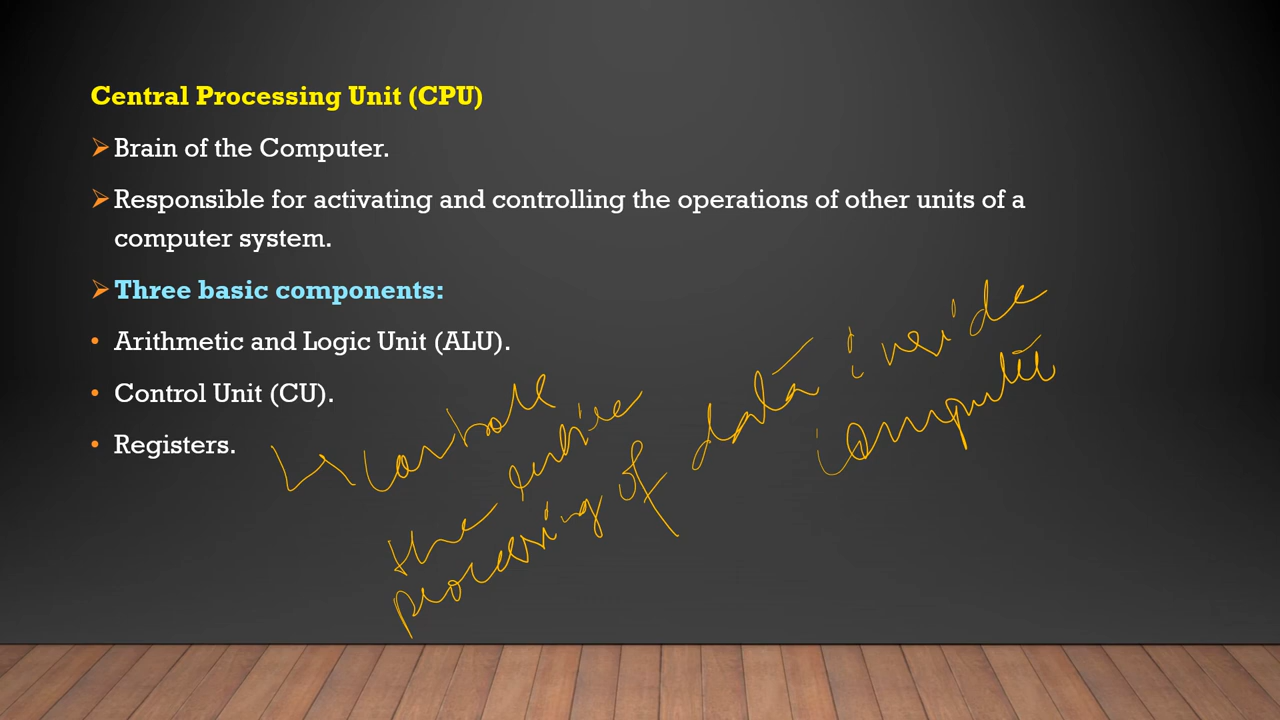 Central Processing Unit (CPU)
Brain of the Computer.
Responsible for activating and controlling the operations of other units of a
computer system.
Three basic components:
Arithmetic and Logic Unit (ALU).
Control Unit (CU).
Registers.
Controll
the entire
processing of data inside
computer